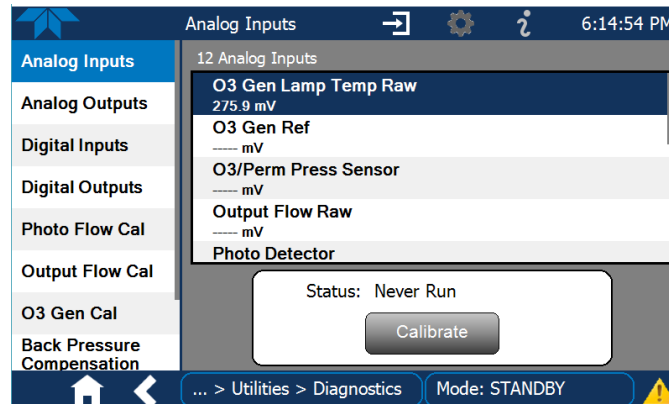 Analog Inputs
6:14:54 PM
Analog Inputs
Analog Outputs
Digital Inputs
Digital Outputs
Photo Flow Cal
Output Flow Cal
O3 Gen Cal
Back Pressure
Compensation
12 Analog Inputs
O3 Gen Lamp Temp Raw
275.9 mV
O3 Gen Ref
----- mV
O3/Perm Press Sensor
----- mV
Output Flow Raw
----- mV
Photo Detector
Status: Never Run
Calibrate
... > Utilities > Diagnostics
Mode: STANDBY